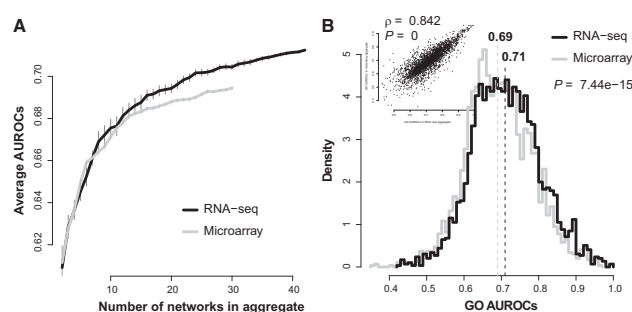 A
Average AUROCs
0.70
0.68
0.66
0.64
0.62
RNA−seq
Microarray
10
20
30
40
Number of networks in aggregate
B
ρ = 0.842
P = 0
0.69
0.71
RNA−seq
Microarray
P = 7.44e−15
Density
5
4
3
2
1
0
0.4
0.5
0.6
0.7
0.8
0.9
1.0
GO AUROCs